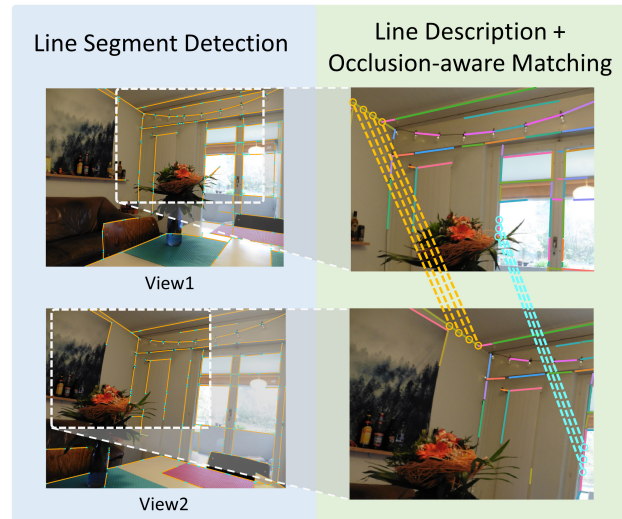 Line Segment Detection
Line Description +
Occlusion-aware Matching
View1
View2